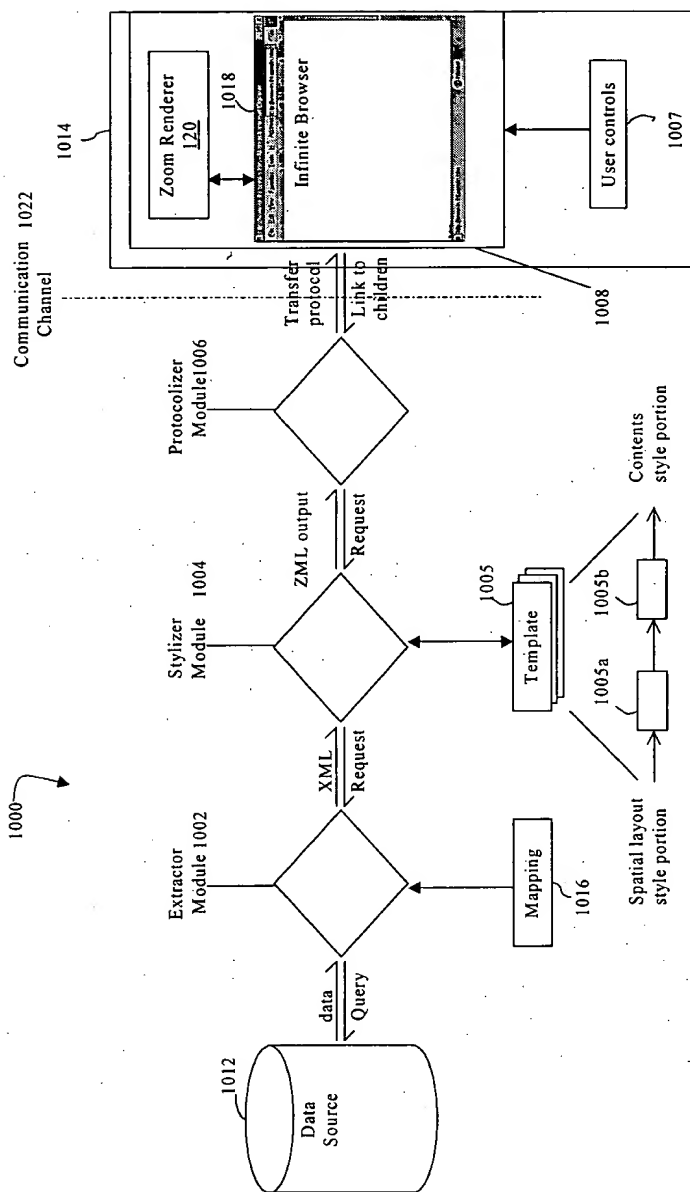 1000
Communication 1022
Channel
1014
Zoom Renderer
120
1018
Infinite Browser
User controls
1007
1008
Transfer
protocol
Link to
children
Protocolizer
Module1006
ZML output
Request
Stylizer
Module 1004
1005
Template
1005a
1005b
Spatial layout
style portion
Contents
style portion
XML
Request
Extractor
Module 1002
Mapping
1016
data
Query
1012
Data
Source